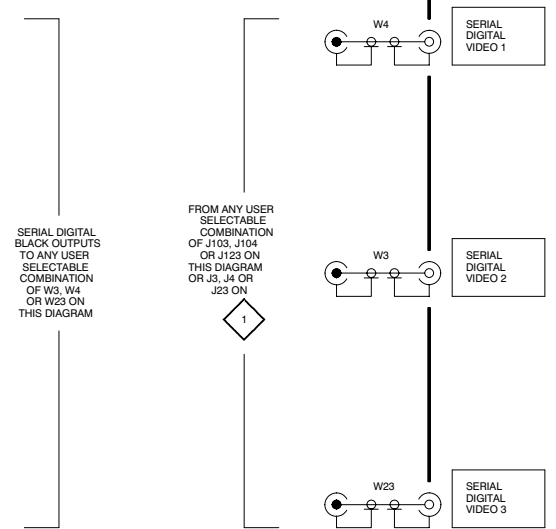 W4
SERIAL
DIGITAL
VIDEO 1
SERIAL DIGITAL
BLACK OUTPUTS
TO ANY USER
SELECTABLE
COMBINATION
OF W3, W4
OR W23 ON
THIS DIAGRAM
FROM ANY USER
SELECTABLE
COMBINATION
OF J103, J104
OR J123 ON
THIS DIAGRAM
OR J3, J4 OR
J23 ON
1
W3
SERIAL
DIGITAL
VIDEO 2
W23
SERIAL
DIGITAL
VIDEO 3